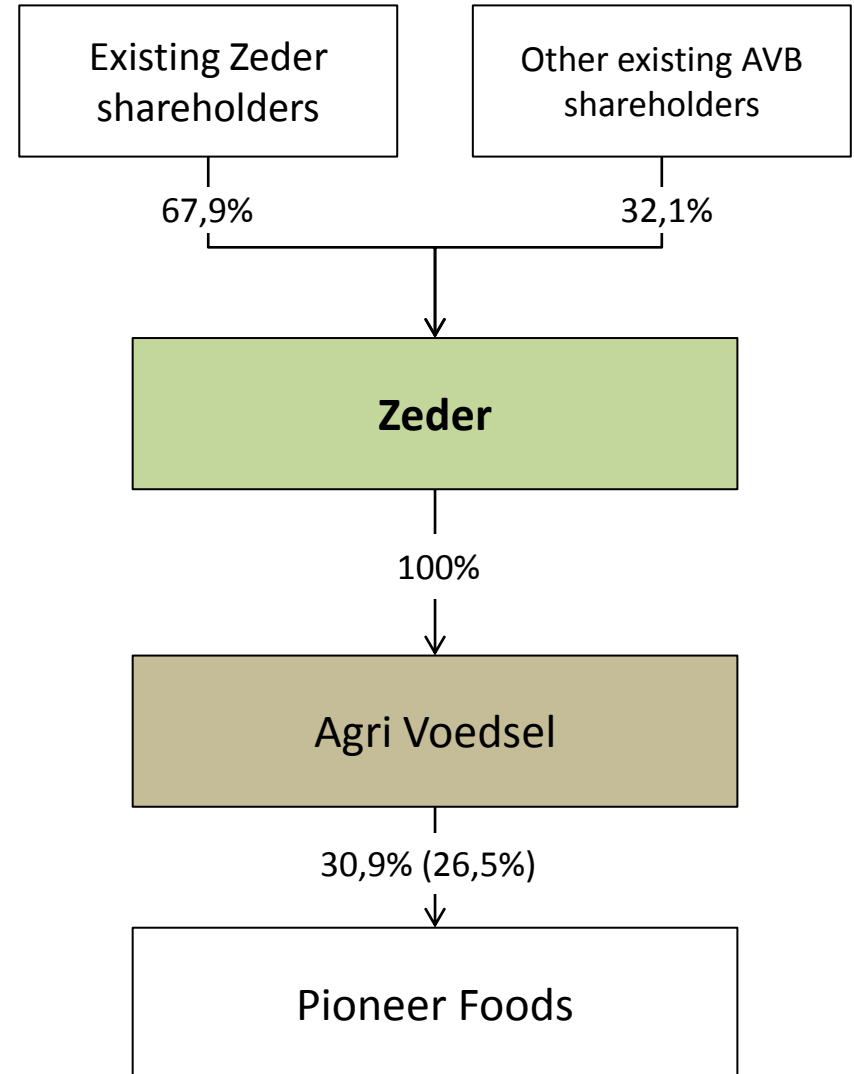 Existing Zeder
shareholders
Other existing AVB
shareholders
67,9%
32,1%
Zeder
100%
Agri Voedsel
30,9% (26,5%)
Pioneer Foods